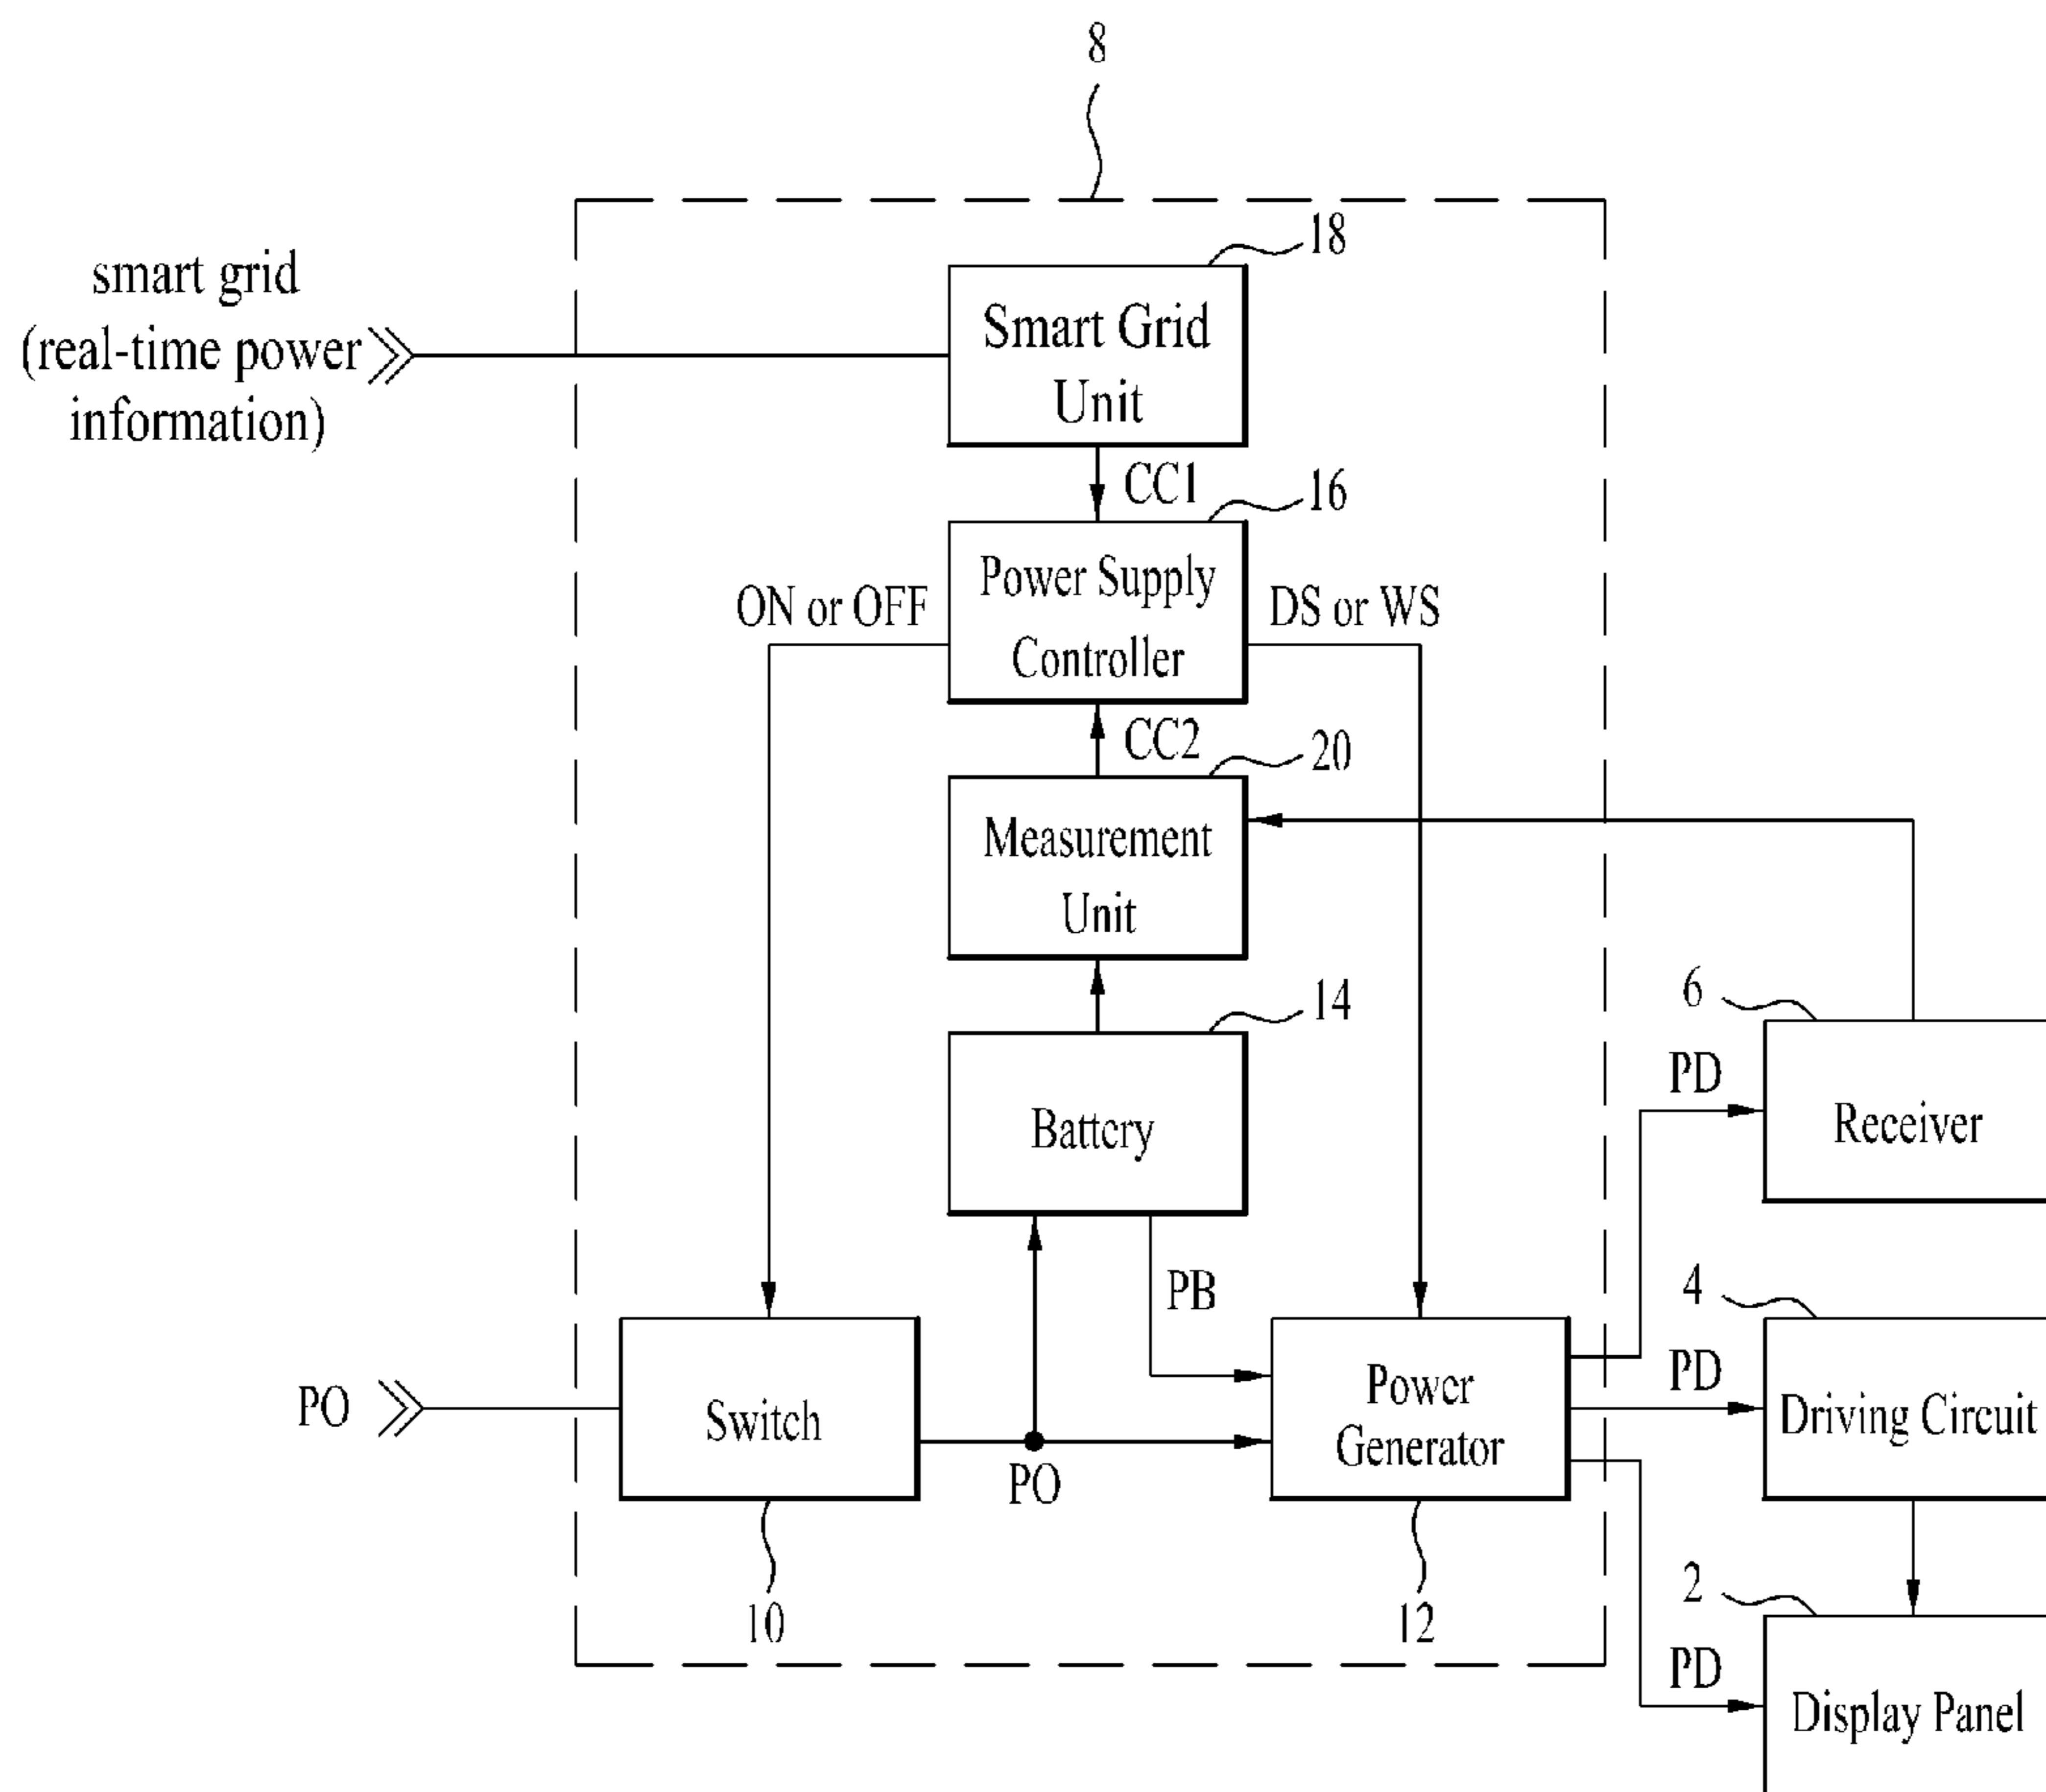 8
18
smart grid
(real-time power
information)
Smart Grid
Unit
CC1
16
Power Supply
Controller
ON or OFF
DS or WS
CC2
20
Measurement
Unit
14
Battery
6
PD
Receiver
PB
4
PO
Switch
PO
Power
Generator
PD
Driving Circuit
10
12
2
PD
Display Panel